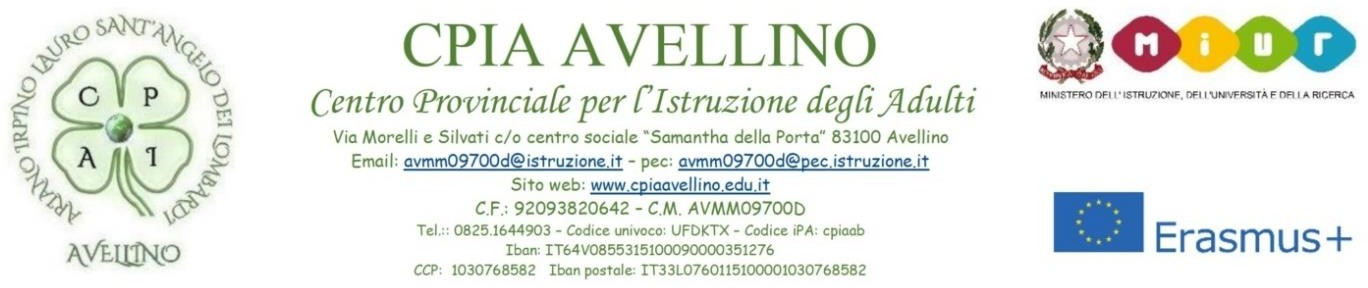 ARIANO IRPINO LAURO SANT'ANGELO DEI LOMBARDI
C P
A I
AVELLINO
CPIA AVELLINO
Centro Provinciale per l'Istruzione degli Adulti
Via Morelli e Silvati c/o centro sociale "Samantha della Porta" 83100 Avellino
Email: avmm09700d@istruzione.it – pec: avmm09700d@pec.istruzione.it
Sito web: www.cpiaavellino.edu.it
C.F.: 92093820642 – C.M. AVMM09700D
Tel.:: 0825.1644903 – Codice univoco: UFDKTX – Codice iPA: cpiaab
Iban: IT64V0855315100090000351276
CCP: 1030768582 Iban postale: IT33L0760115100001030768582
MIUR
MINISTERO DELL'ISTRUZIONE, DELL'UNIVERSITÀ E DELLA RICERCA
Erasmus+